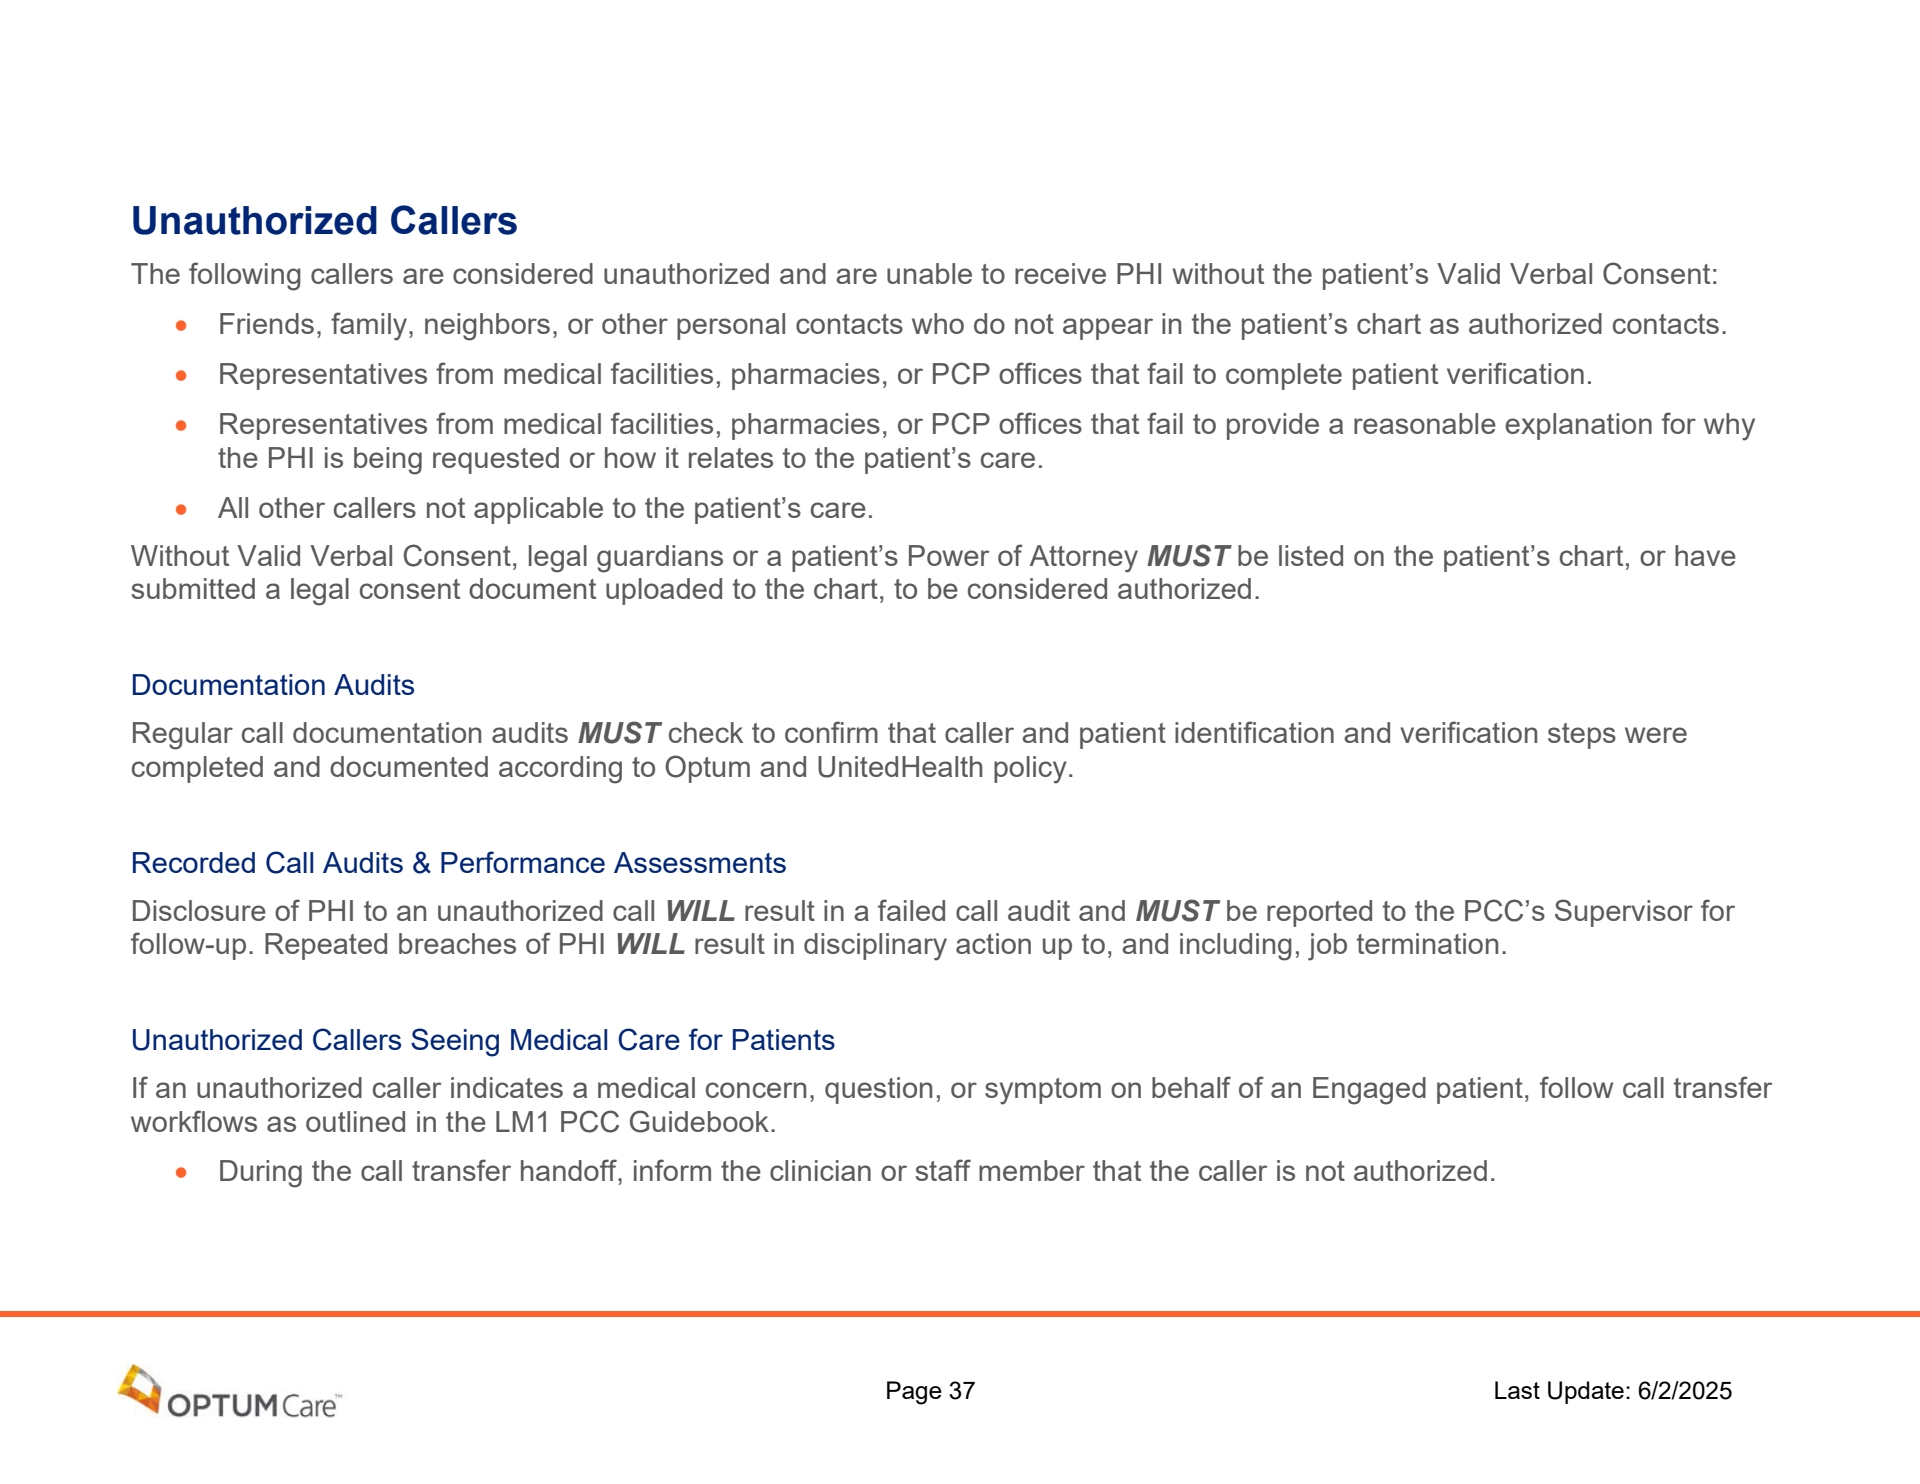 Unauthorized Callers
The following callers are considered unauthorized and are unable to receive PHI without the patient’s Valid Verbal Consent:
• Friends, family, neighbors, or other personal contacts who do not appear in the patient’s chart as authorized contacts.
• Representatives from medical facilities, pharmacies, or PCP offices that fail to complete patient verification.
• Representatives from medical facilities, pharmacies, or PCP offices that fail to provide a reasonable explanation for why
the PHI is being requested or how it relates to the patient’s care.
• All other callers not applicable to the patient’s care.
Without Valid Verbal Consent, legal guardians or a patient’s Power of Attorney MUST be listed on the patient’s chart, or have
submitted a legal consent document uploaded to the chart, to be considered authorized.
Documentation Audits
Regular call documentation audits MUST check to confirm that caller and patient identification and verification steps were
completed and documented according to Optum and UnitedHealth policy.
Recorded Call Audits & Performance Assessments
Disclosure of PHI to an unauthorized call WILL result in a failed call audit and MUST be reported to the PCC’s Supervisor for
follow-up. Repeated breaches of PHI WILL result in disciplinary action up to, and including, job termination.
Unauthorized Callers Seeing Medical Care for Patients
If an unauthorized caller indicates a medical concern, question, or symptom on behalf of an Engaged patient, follow call transfer
workflows as outlined in the LM1 PCC Guidebook.
• During the call transfer handoff, inform the clinician or staff member that the caller is not authorized.
OPTUMCare™
Page 37
Last Update: 6/2/2025